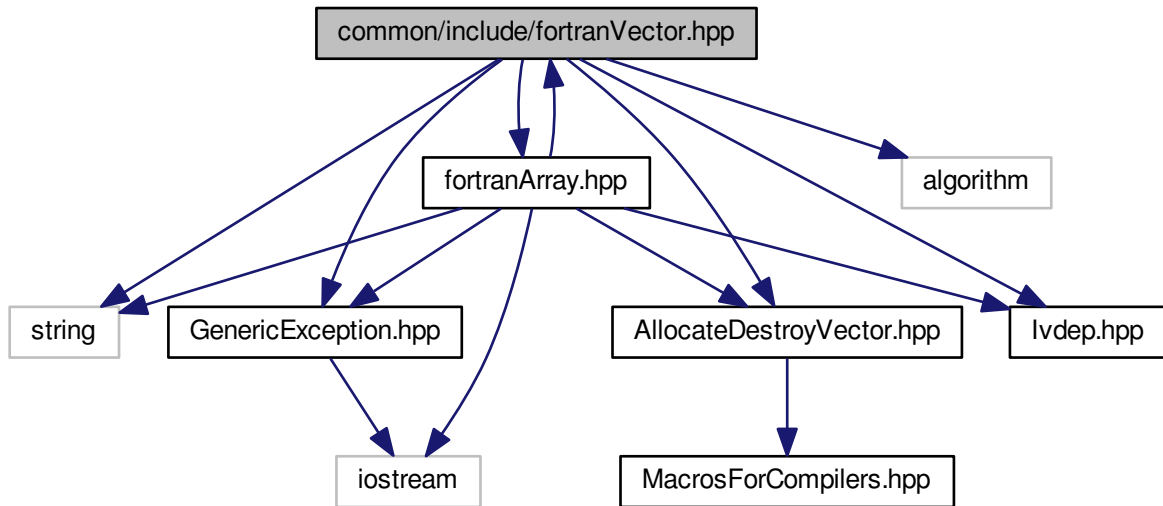 common/include/fortranVector.hpp
fortranArray.hpp
algorithm
string
GenericException.hpp
AllocateDestroyVector.hpp
Ivdep.hpp
iostream
MacrosForCompilers.hpp